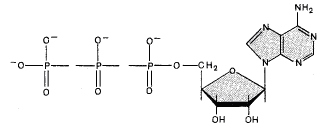 NH₂
O⁻ O⁻ O⁻ N N
⁻O P P P O CH₂ N N
O
O O O
OH OH